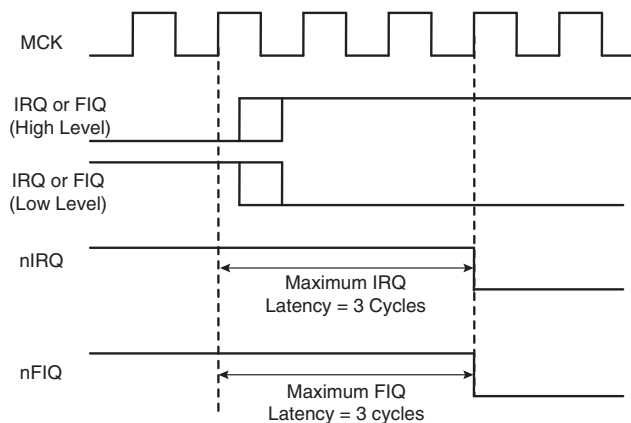 MCK
IRQ or FIQ
(High Level)
IRQ or FIQ
(Low Level)
nIRQ
Maximum IRQ
Latency = 3 Cycles
nFIQ
Maximum FIQ
Latency = 3 cycles